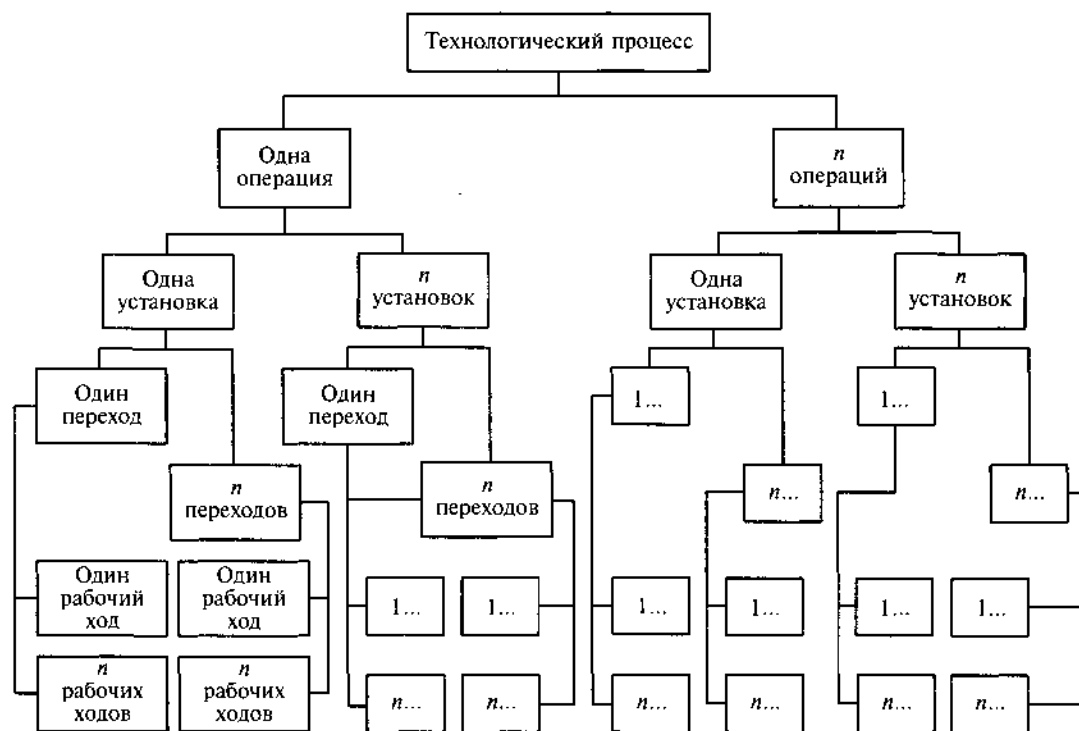 Технологический процесс
Одна
операция
n
операций
Одна
установка
n
установок
Одна
установка
n
установок
Один
переход
Один
переход
1...
1...
n
переходов
n
переходов
n...
n...
Один
рабочий
ход
Один
рабочий
ход
1...
1...
1...
1...
1...
1...
n
рабочих
ходов
n
рабочих
ходов
n...
n...
n...
n...
n...
n...